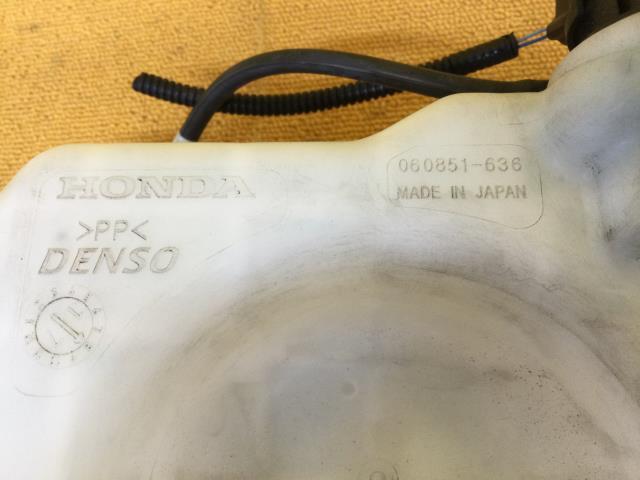 HONDA
>PP<
DENSO
060851-636
MADE IN JAPAN